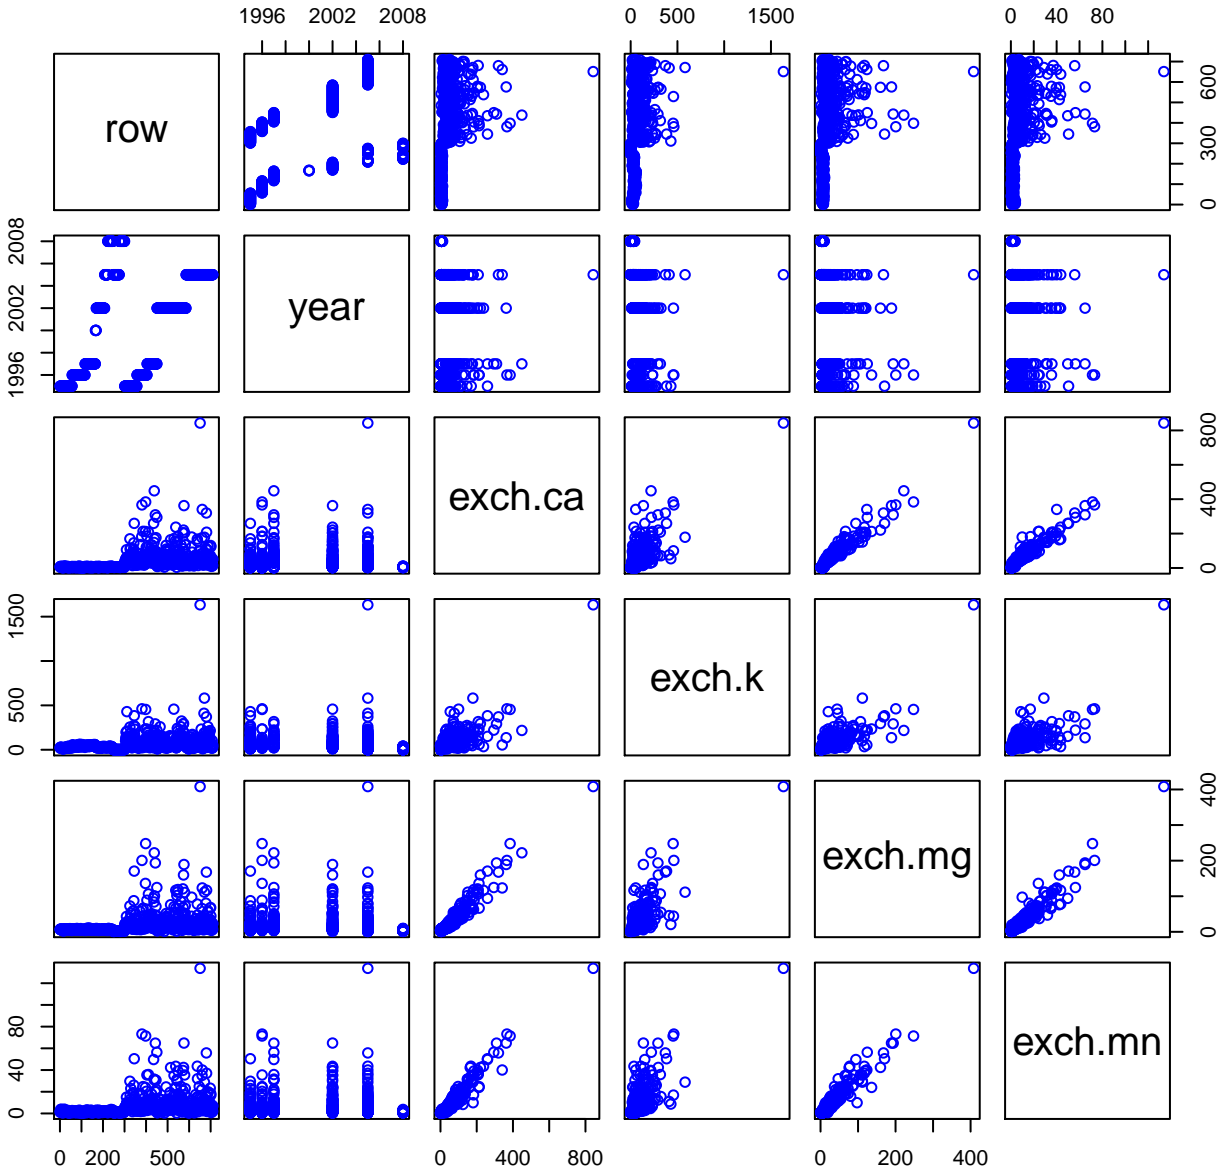 1996 2002 2008 0 500 1500 0 40 80
row 0 300 600
1996 2002 2008 year
exch.ca 0 400 800
0 500 1500 exch.k
exch.mg 0 200 400
0 40 80 exch.mn
0 200 500 0 400 800 0 200 400